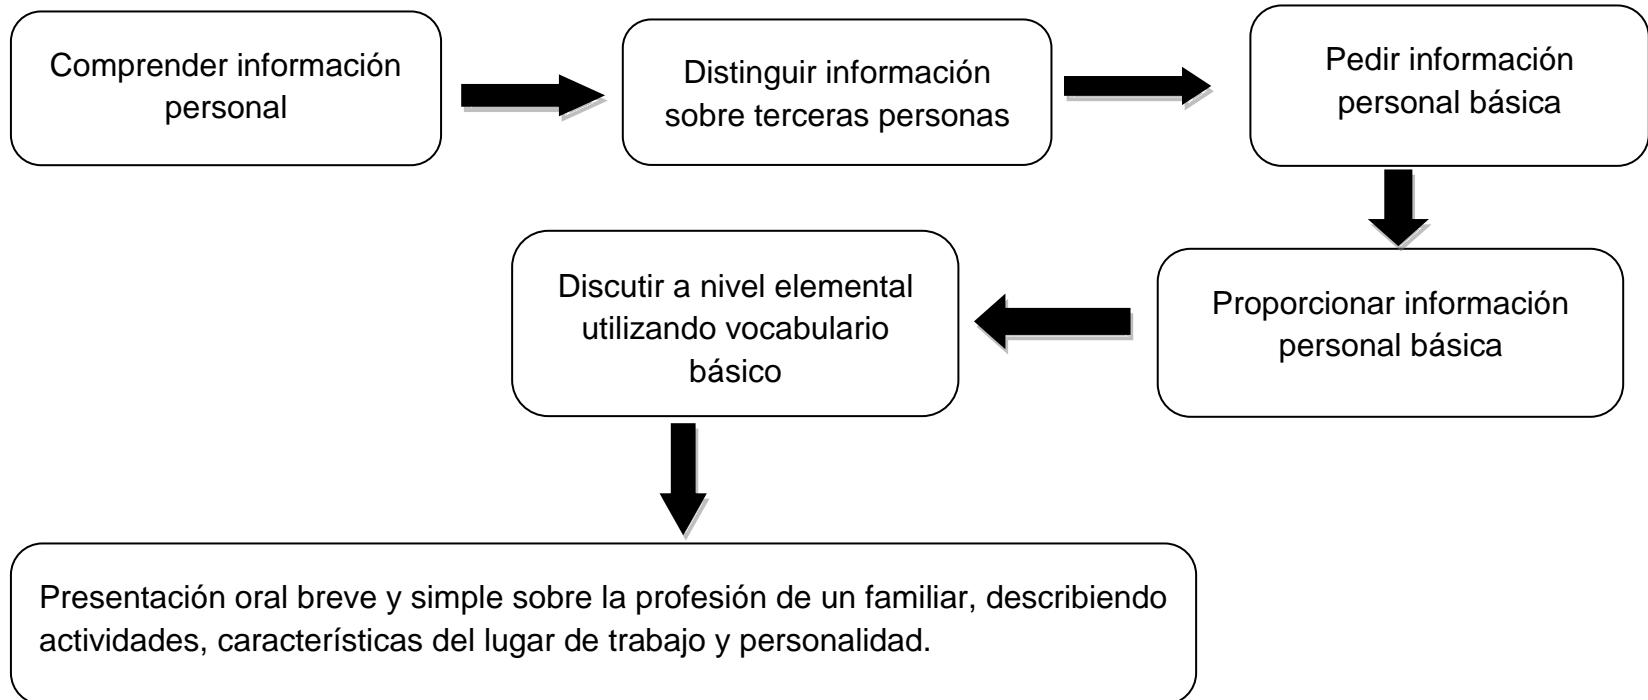 Comprender información
personal
Distinguir información
sobre terceras personas
Pedir información
personal básica
Proporcionar información
personal básica
Discutir a nivel elemental
utilizando vocabulario
básico
Presentación oral breve y simple sobre la profesión de un familiar, describiendo
actividades, características del lugar de trabajo y personalidad.